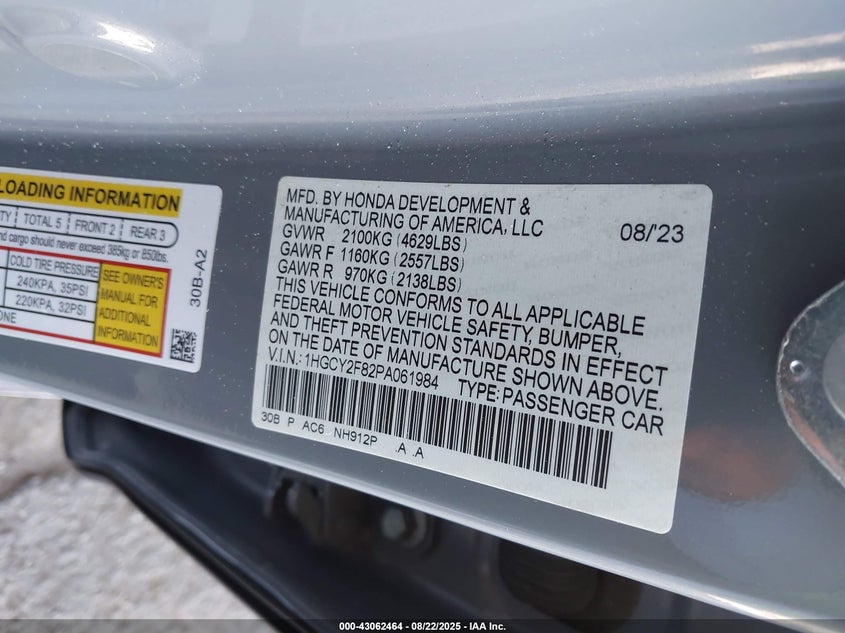 LOADING INFORMATION
TOTAL 5 FRONT 2 REAR 3
cargo should never exceed 385kg or 850lbs.
COLD TIRE PRESSURE
240KPA, 35PSI
220KPA, 32PSI
SEE OWNER'S
MANUAL FOR
ADDITIONAL
INFORMATION
30B-A2
MFD. BY HONDA DEVELOPMENT &
MANUFACTURING OF AMERICA, LLC 08/'23
GVWR 2100KG (4629LBS)
GAWR F 1160KG (2557LBS)
GAWR R 970KG (2138LBS)
THIS VEHICLE CONFORMS TO ALL APPLICABLE
FEDERAL MOTOR VEHICLE SAFETY, BUMPER,
AND THEFT PREVENTION STANDARDS IN EFFECT
ON THE DATE OF MANUFACTURE SHOWN ABOVE.
V.I.N.: 1HGCY2F82PA061984 TYPE: PASSENGER CAR
30B P AC6 NH912P .A .A
000-43062464 - 08/22/2025 - IAA Inc.